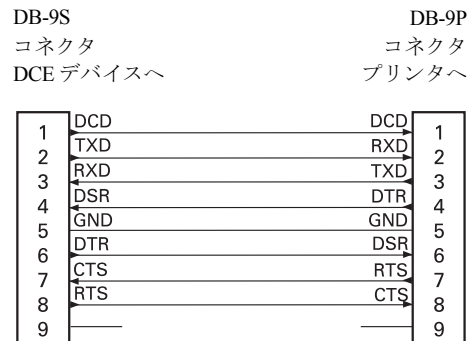 DB-9S DB-9P
コネクタ コネクタ
DCE デバイスへ プリンタへ
1 DCD DCD 1
2 TXD RXD 2
3 RXD TXD 3
4 DSR DTR 4
5 GND GND 5
6 DTR DSR 6
7 CTS RTS 7
8 RTS CTS 8
9 9